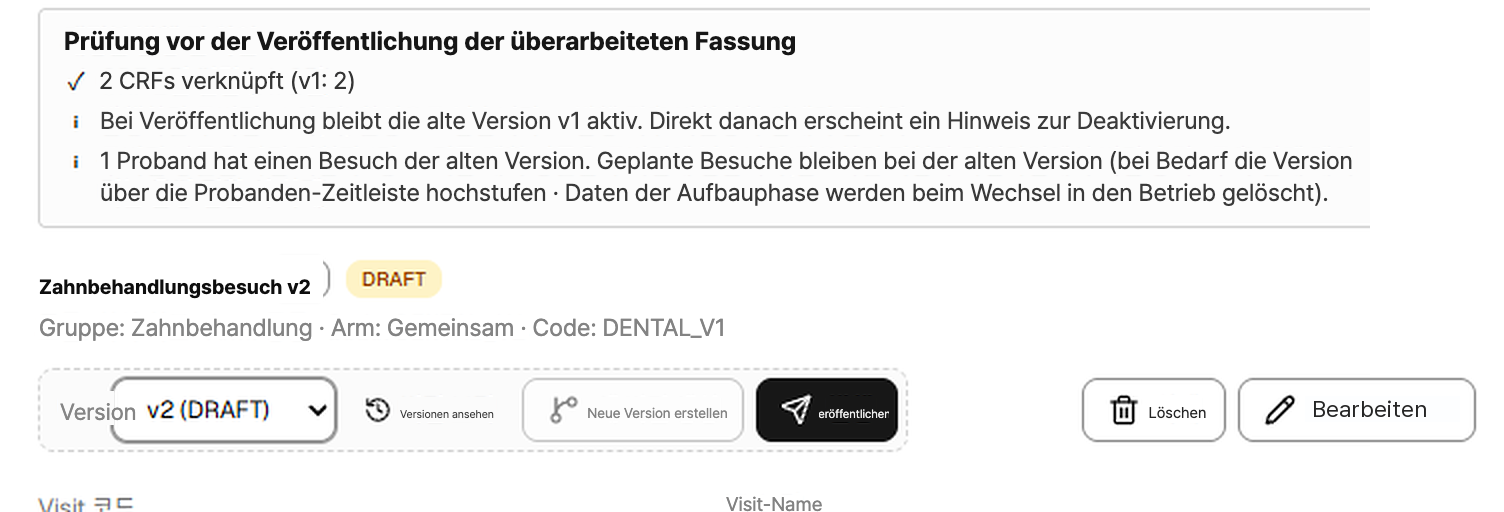 Prüfung vor der Veröffentlichung der überarbeiteten Fassung
✓ 2 CRFs verknüpft (v1: 2)
i Bei Veröffentlichung bleibt die alte Version v1 aktiv. Direkt danach erscheint ein Hinweis zur Deaktivierung.
i 1 Proband hat einen Besuch der alten Version. Geplante Besuche bleiben bei der alten Version (bei Bedarf die Version
über die Probanden-Zeitleiste hochstufen · Daten der Aufbauphase werden beim Wechsel in den Betrieb gelöscht).
Zahnbehandlungsbesuch v2 ) DRAFT
Gruppe: Zahnbehandlung · Arm: Gemeinsam · Code: DENTAL_V1
Version v2 (DRAFT) Versionen ansehen Neue Version erstellen eröffentlicher Löschen Bearbeiten
Visit 코드 Visit-Name